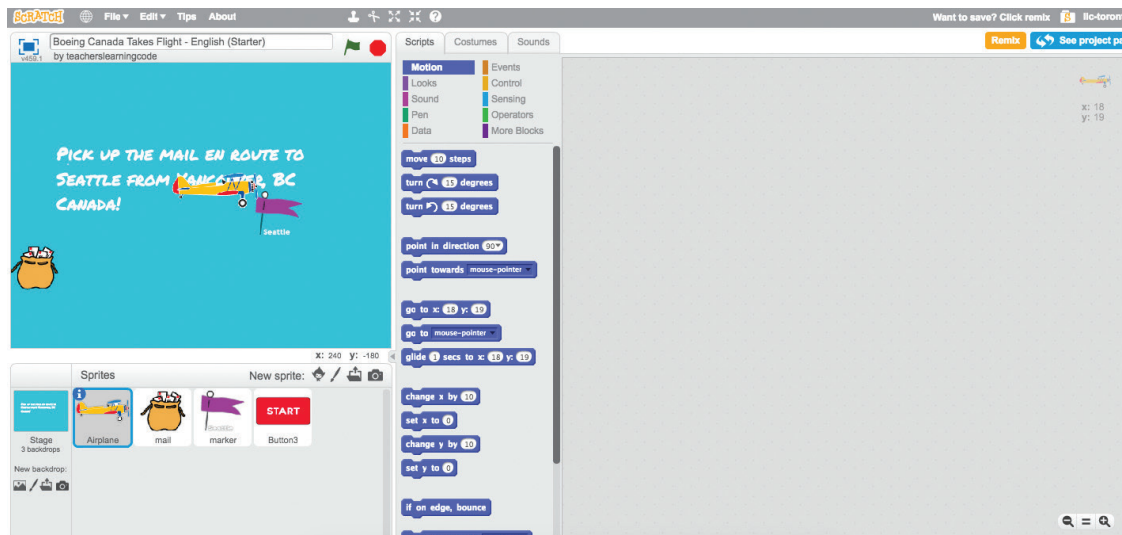 SCRATCH File Edit Tips About Want to save? Click remix llc-toront
Boeing Canada Takes Flight - English (Starter)
by teacherslearningcode
v459.1
Scripts Costumes Sounds
Remix See project pa
Motion Events
Looks Control
Sound Sensing
Pen Operators
Data More Blocks
x: 18
y: 19
PICK UP THE MAIL EN ROUTE TO
SEATTLE FROM VANCOUVER, BC
CANADA!
Seattle
move 10 steps
turn 15 degrees
turn 15 degrees
point in direction 90
point towards mouse-pointer
go to x: 18 y: 19
go to mouse-pointer
glide 1 secs to x: 18 y: 19
change x by 10
set x to 0
change y by 10
set y to 0
if on edge, bounce
x: 240 y: -180
Sprites New sprite:
START
Seattle
Stage
3 backdrops
Airplane mail marker Button3
New backdrop: